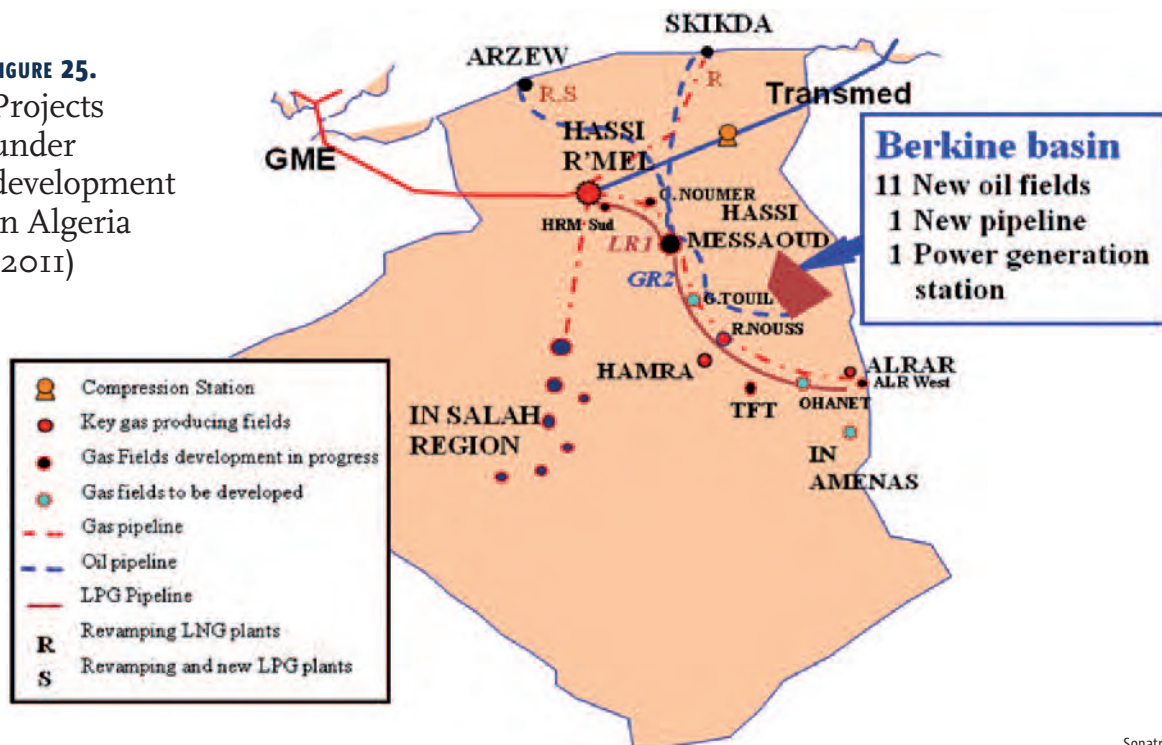 IGURE 25.
Projects
under
development
n Algeria
2011)
SKIKDA
ARZEW
R
R,S
Transmed
HASSI
R'MEL
GME
Berkine basin
11 New oil fields
1 New pipeline
1 Power generation
station
G. NOUMER
HASSI
MESSAOUD
HRM Sud
LR1
GR2
G.TOUIL
R.NOUSS
HAMRA
ALRAR
ALR West
TFT
OHANET
IN SALAH
REGION
IN
AMENAS
Compression Station
Key gas producing fields
Gas Fields development in progress
Gas fields to be developed
Gas pipeline
Oil pipeline
LPG Pipeline
R Revamping LNG plants
S Revamping and new LPG plants
Sonatr